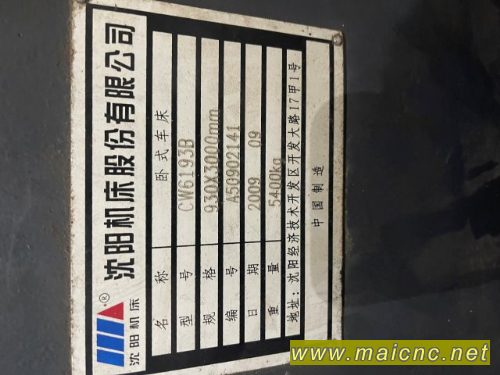 沈阳机床股份有限公司
®
沈阳机床
名称 卧式车床
型号 CW6193B
规格 930X3000mm
编号 A50902141
日期 2009 09
重量 5400kg
地址: 沈阳经济技术开发区开发大路17甲1号
中国制造
www.maicnc.net